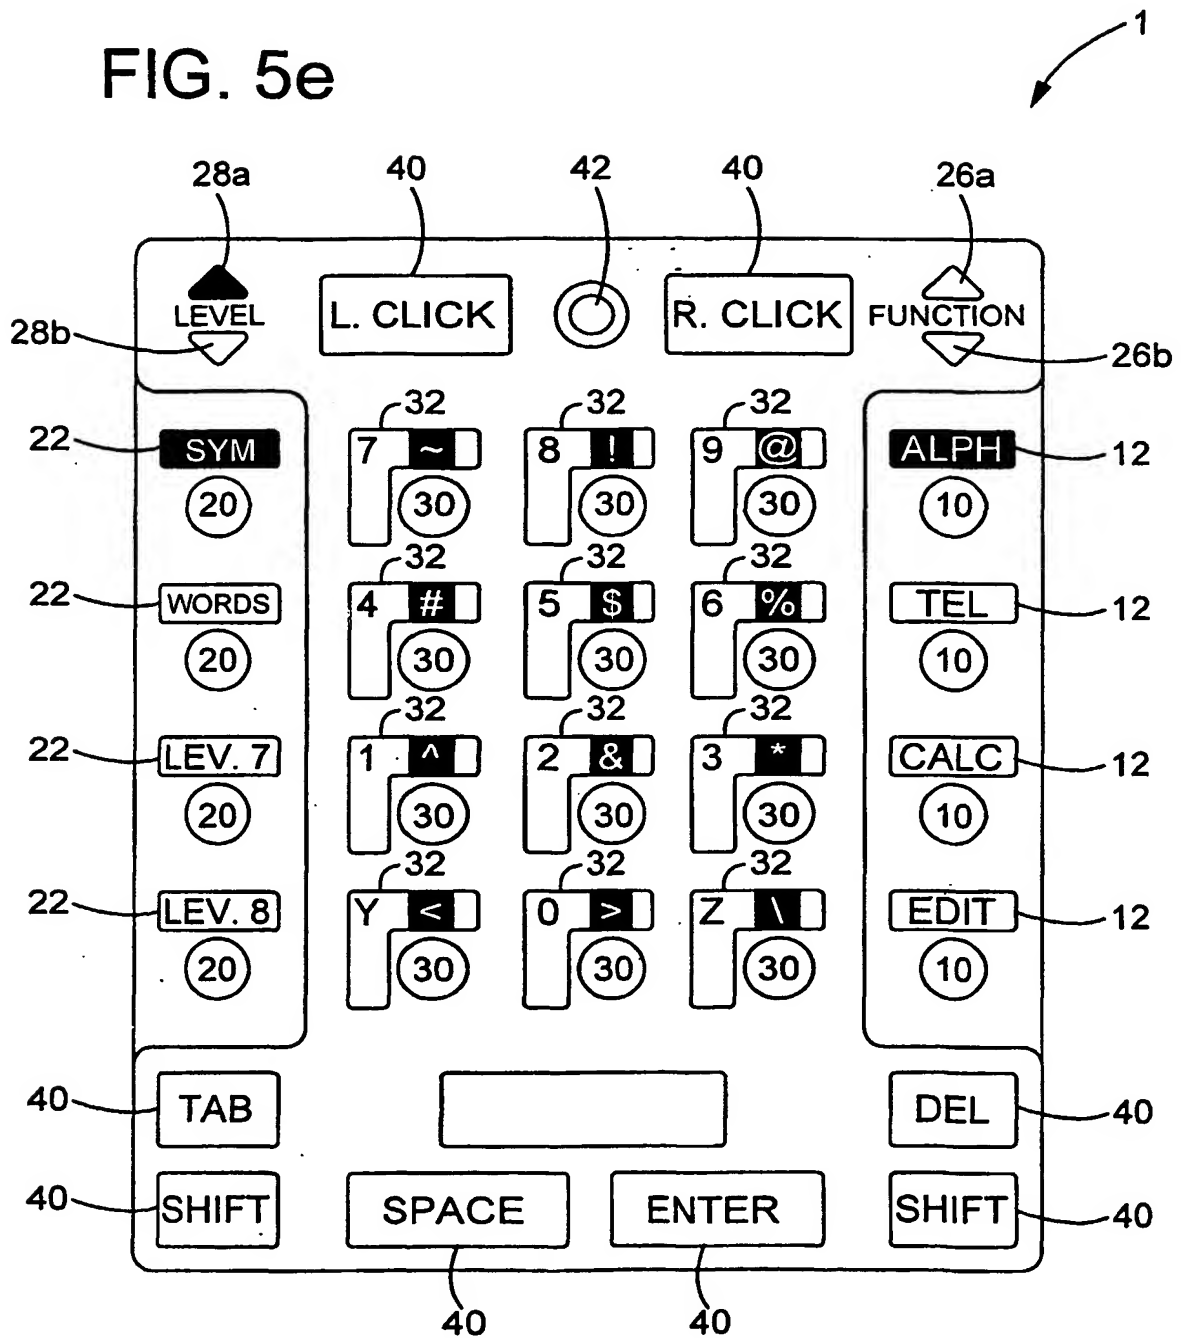 FIG. 5e
1
28a 40 42 40 26a
LEVEL L. CLICK R. CLICK FUNCTION
28b 26b
32 32 32
22 SYM 7 ~ 8 ! 9 @ ALPH 12
20 30 30 30 10
32 32 32
22 WORDS 4 # 5 $ 6 % TEL 12
20 30 30 30 10
32 32 32
22 LEV. 7 1 ^ 2 & 3 * CALC 12
20 30 30 30 10
32 32 32
22 LEV. 8 Y < 0 > Z \ EDIT 12
20 30 30 30 10
40 TAB DEL 40
40 SHIFT SPACE ENTER SHIFT 40
40 40